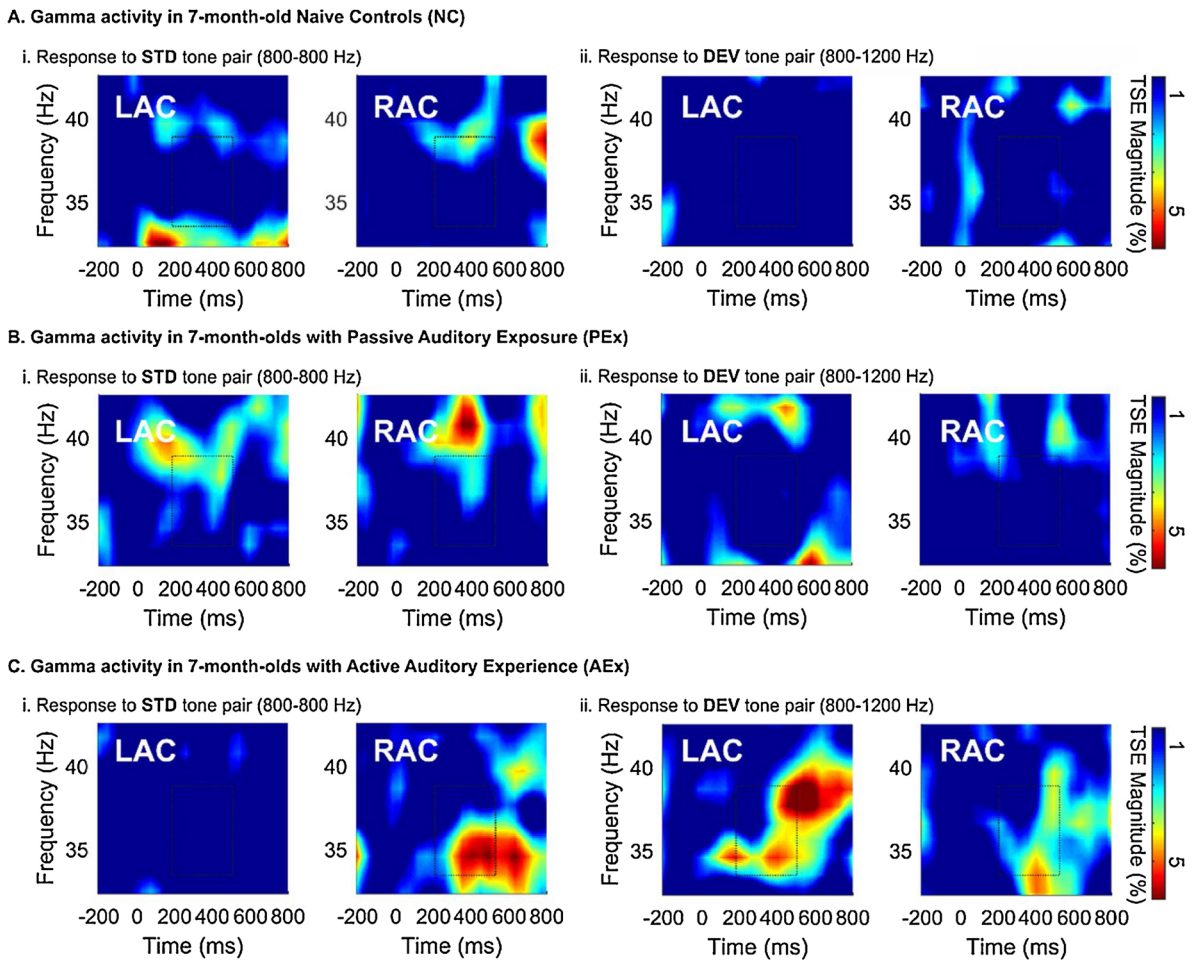 A. Gamma activity in 7-month-old Naive Controls (NC)
i. Response to STD tone pair (800-800 Hz)
ii. Response to DEV tone pair (800-1200 Hz)
LAC
RAC
LAC
RAC
Frequency (Hz)
40
35
40
35
Frequency (Hz)
40
35
40
35
TSE Magnitude (%)
1
5
-200 0 200 400 600 800
-200 0 200 400 600 800
-200 0 200 400 600 800
-200 0 200 400 600 800
Time (ms)
Time (ms)
Time (ms)
Time (ms)
B. Gamma activity in 7-month-olds with Passive Auditory Exposure (PEx)
i. Response to STD tone pair (800-800 Hz)
ii. Response to DEV tone pair (800-1200 Hz)
LAC
RAC
LAC
RAC
Frequency (Hz)
40
35
40
35
Frequency (Hz)
40
35
40
35
TSE Magnitude (%)
1
5
-200 0 200 400 600 800
-200 0 200 400 600 800
-200 0 200 400 600 800
-200 0 200 400 600 800
Time (ms)
Time (ms)
Time (ms)
Time (ms)
C. Gamma activity in 7-month-olds with Active Auditory Experience (AEx)
i. Response to STD tone pair (800-800 Hz)
ii. Response to DEV tone pair (800-1200 Hz)
LAC
RAC
LAC
RAC
Frequency (Hz)
40
35
40
35
Frequency (Hz)
40
35
40
35
TSE Magnitude (%)
1
5
-200 0 200 400 600 800
-200 0 200 400 600 800
-200 0 200 400 600 800
-200 0 200 400 600 800
Time (ms)
Time (ms)
Time (ms)
Time (ms)